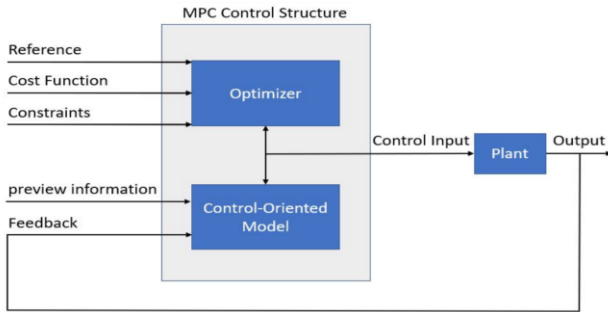 MPC Control Structure
Reference
Cost Function
Optimizer
Constraints
Control Input
Plant
Output
preview information
Control-Oriented
Model
Feedback